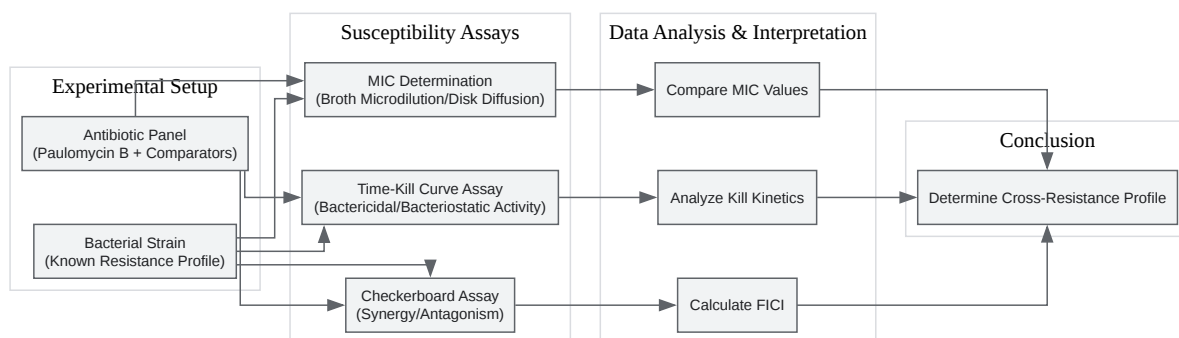 Experimental Setup
Antibiotic Panel
(Paulomycin B + Comparators)
Bacterial Strain
(Known Resistance Profile)
Susceptibility Assays
MIC Determination
(Broth Microdilution/Disk Diffusion)
Time-Kill Curve Assay
(Bactericidal/Bacteriostatic Activity)
Checkerboard Assay
(Synergy/Antagonism)
Data Analysis & Interpretation
Compare MIC Values
Analyze Kill Kinetics
Calculate FICI
Conclusion
Determine Cross-Resistance Profile